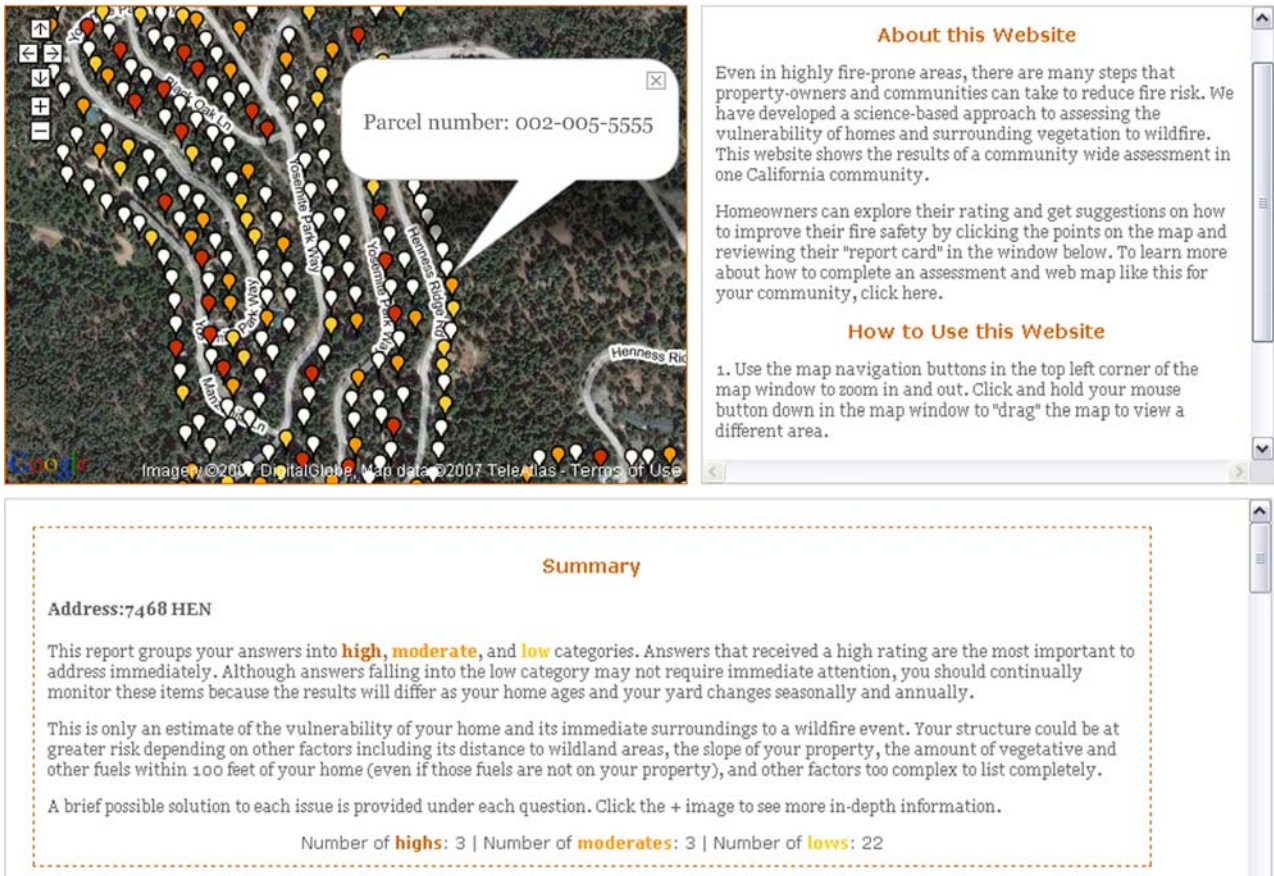 Black Oak Ln
Yosemite Park Way
Parcel number: 002-005-5555
Yosemite Park Way
Henness Ridge Rd
Park Way
Henness Ric
Google
Imagery ©2007 DigitalGlobe, Map data ©2007 TeleAtlas - Terms of Use
About this Website
Even in highly fire-prone areas, there are many steps that
property-owners and communities can take to reduce fire risk. We
have developed a science-based approach to assessing the
vulnerability of homes and surrounding vegetation to wildfire.
This website shows the results of a community wide assessment in
one California community.
Homeowners can explore their rating and get suggestions on how
to improve their fire safety by clicking the points on the map and
reviewing their "report card" in the window below. To learn more
about how to complete an assessment and web map like this for
your community, click here.
How to Use this Website
1. Use the map navigation buttons in the top left corner of the
map window to zoom in and out. Click and hold your mouse
button down in the map window to "drag" the map to view a
different area.
Summary
Address:7468 HEN
This report groups your answers into high, moderate, and low categories. Answers that received a high rating are the most important to
address immediately. Although answers falling into the low category may not require immediate attention, you should continually
monitor these items because the results will differ as your home ages and your yard changes seasonally and annually.
This is only an estimate of the vulnerability of your home and its immediate surroundings to a wildfire event. Your structure could be at
greater risk depending on other factors including its distance to wildland areas, the slope of your property, the amount of vegetative and
other fuels within 100 feet of your home (even if those fuels are not on your property), and other factors too complex to list completely.
A brief possible solution to each issue is provided under each question. Click the + image to see more in-depth information.
Number of highs: 3 | Number of moderates: 3 | Number of lows: 22